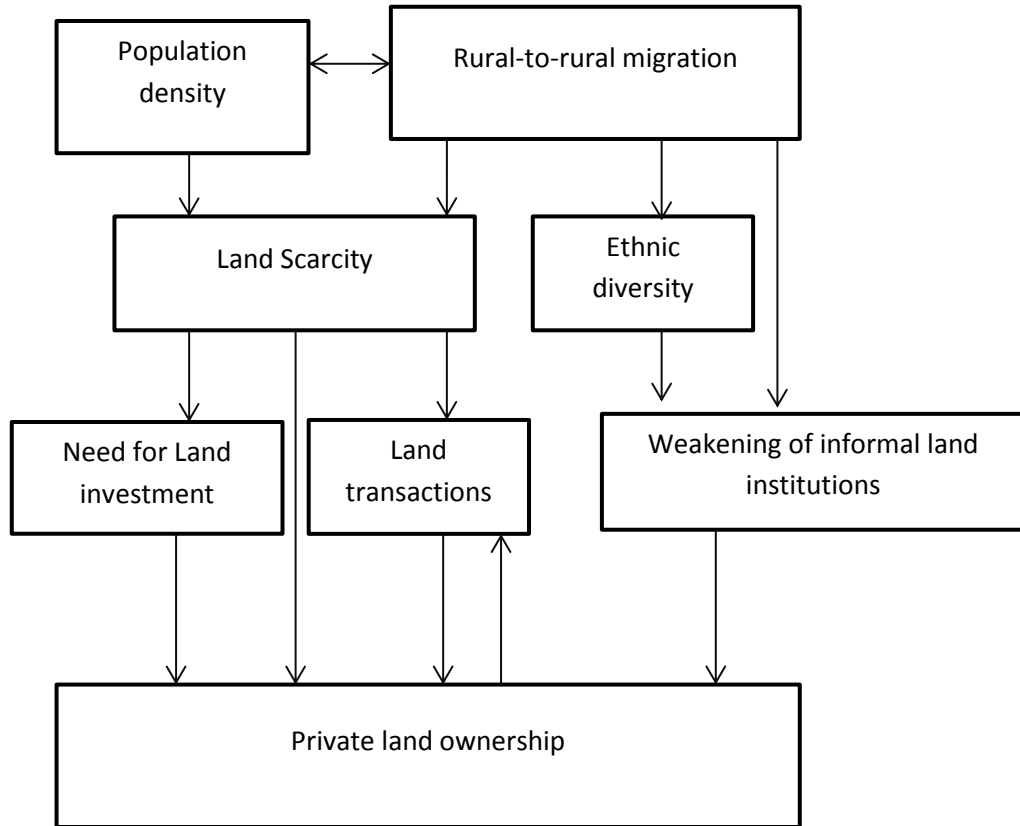 Population
density
Rural-to-rural migration
Land Scarcity
Ethnic
diversity
Need for Land
investment
Land
transactions
Weakening of informal land
institutions
Private land ownership